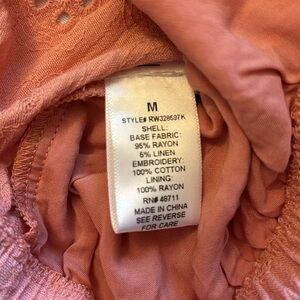 M
STYLE# RW328597K
SHELL:
BASE FABRIC:
95% RAYON
5% LINEN
EMBROIDERY:
100% COTTON
LINING:
100% RAYON
RN# 48711
MADE IN CHINA
SEE REVERSE
FOR CARE